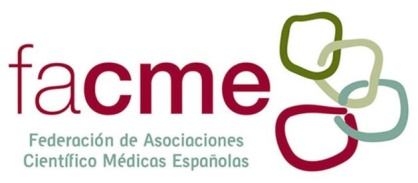 facme
Federación de Asociaciones
Científico Médicas Españolas